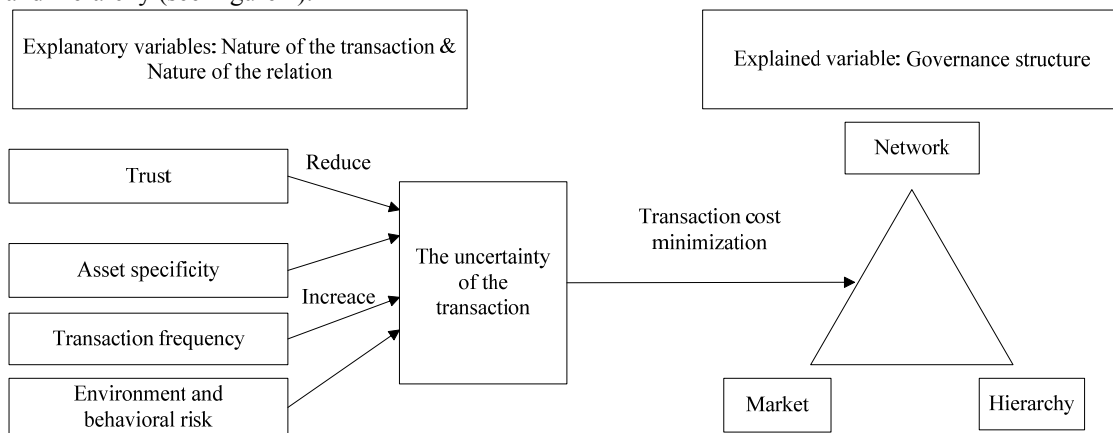 Explanatory variables: Nature of the transaction &
Nature of the relation
Explained variable: Governance structure
Trust
Asset specificity
Transaction frequency
Environment and
behavioral risk
Reduce
Increace
The uncertainty
of the
transaction
Transaction cost
minimization
Network
Market
Hierarchy